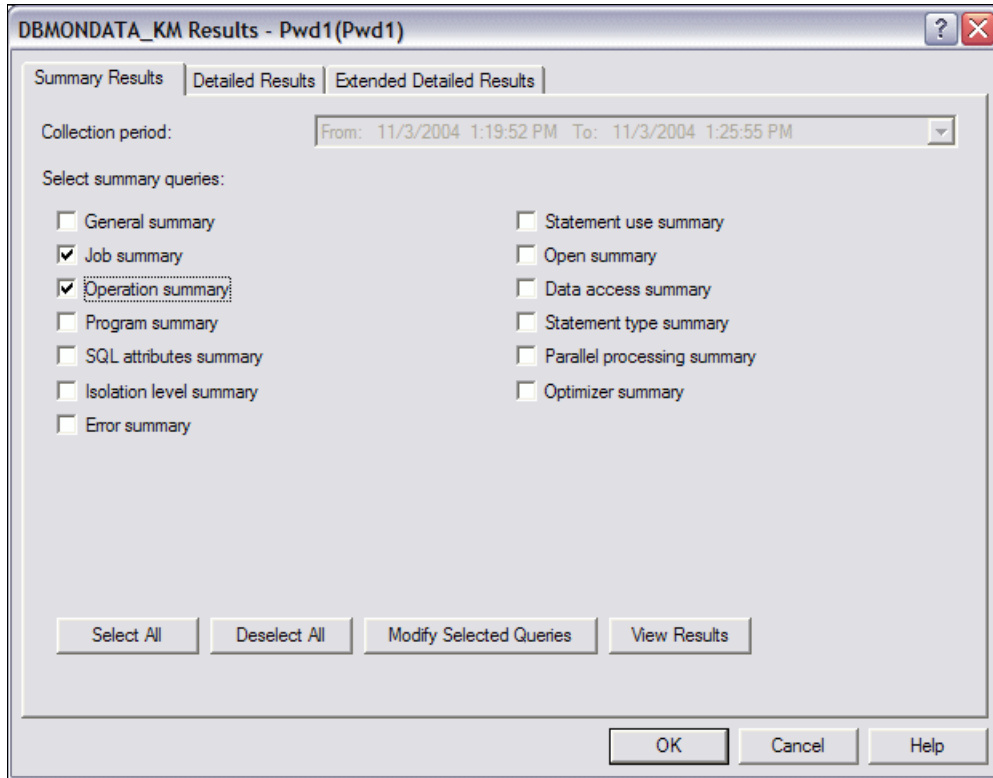 DBMONDATA_KM Results - Pwd1(Pwd1)
Summary Results Detailed Results Extended Detailed Results
Collection period: From: 11/3/2004 1:19:52 PM To: 11/3/2004 1:25:55 PM
Select summary queries:
General summary Statement use summary
Job summary Open summary
Operation summary Data access summary
Program summary Statement type summary
SQL attributes summary Parallel processing summary
Isolation level summary Optimizer summary
Error summary
Select All Deselect All Modify Selected Queries View Results
OK Cancel Help